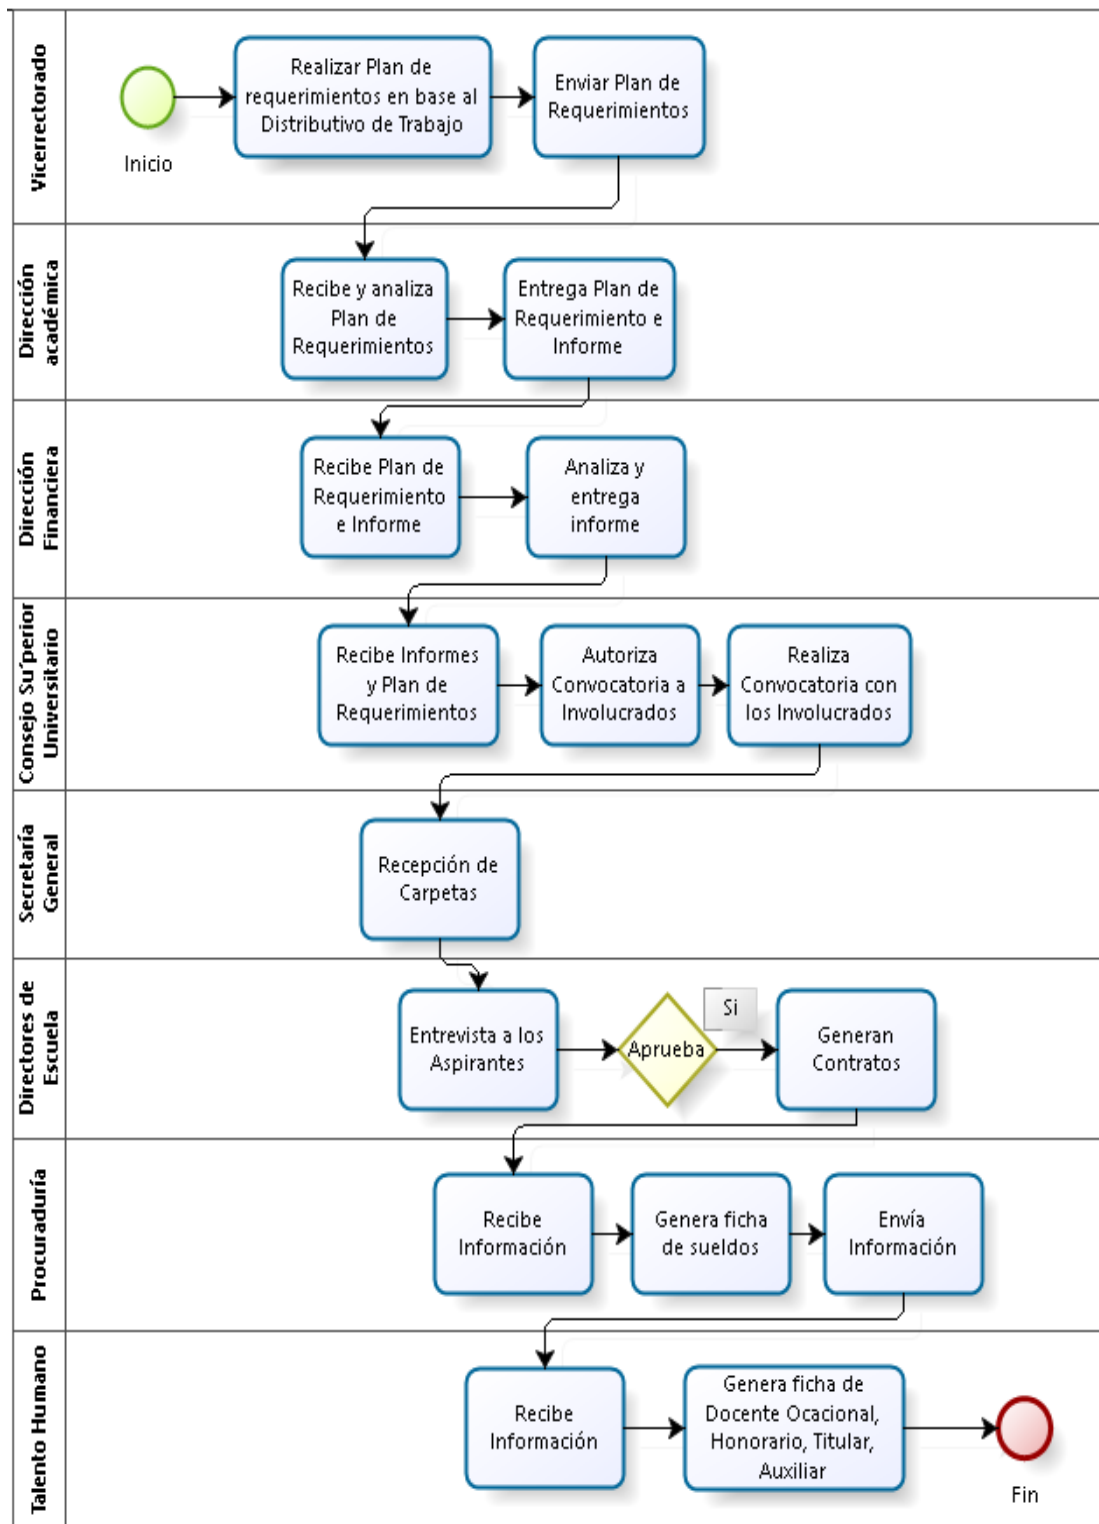 Vicerrectorado
Inicio
Realizar Plan de
requerimientos en base al
Distributivo de Trabajo
Enviar Plan de
Requerimientos
Dirección
académica
Recibe y analiza
Plan de
Requerimientos
Entrega Plan de
Requerimiento e
Informe
Dirección
Financiera
Recibe Plan de
Requerimiento
e Informe
Analiza y
entrega
informe
Consejo Su´perior
Universitario
Recibe Informes
y Plan de
Requerimientos
Autoriza
Convocatoria a
Involucrados
Realiza
Convocatoria con
los Involucrados
Secretaría
General
Recepción de
Carpetas
Directores de
Escuela
Entrevista a los
Aspirantes
Aprueba
Si
Generan
Contratos
Procuraduría
Recibe
Información
Genera ficha
de sueldos
Envía
Información
Talento Humano
Recibe
Información
Genera ficha de
Docente Ocacional,
Honorario, Titular,
Auxiliar
Fin